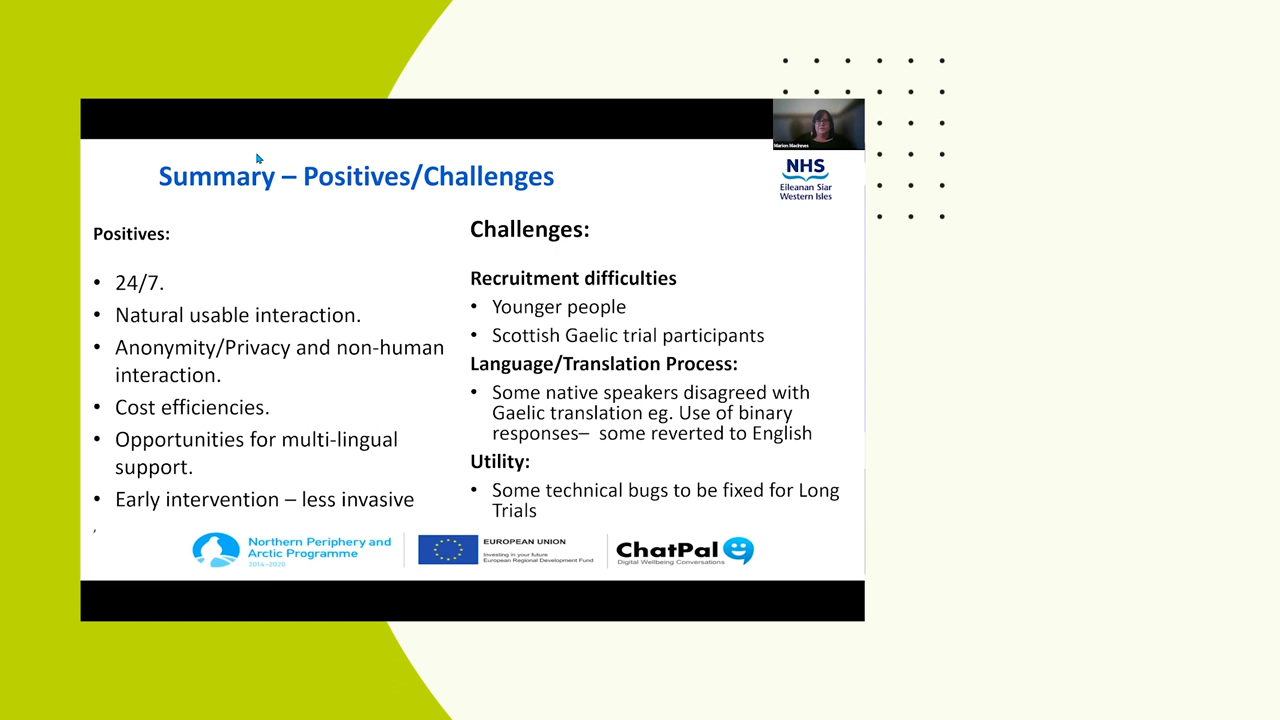 Marion MacInnes
NHS
Eileanan Siar
Western Isles
Summary – Positives/Challenges
Positives:
• 24/7.
• Natural usable interaction.
• Anonymity/Privacy and non-human
interaction.
• Cost efficiencies.
• Opportunities for multi-lingual
support.
• Early intervention – less invasive
,
Challenges:
Recruitment difficulties
• Younger people
• Scottish Gaelic trial participants
Language/Translation Process:
• Some native speakers disagreed with
Gaelic translation eg. Use of binary
responses–  some reverted to English
Utility:
• Some technical bugs to be fixed for Long
Trials
Northern Periphery and
Arctic Programme
2014–2020
EUROPEAN UNION
Investing in your future
European Regional Development Fund
ChatPal
Digital Wellbeing Conversations